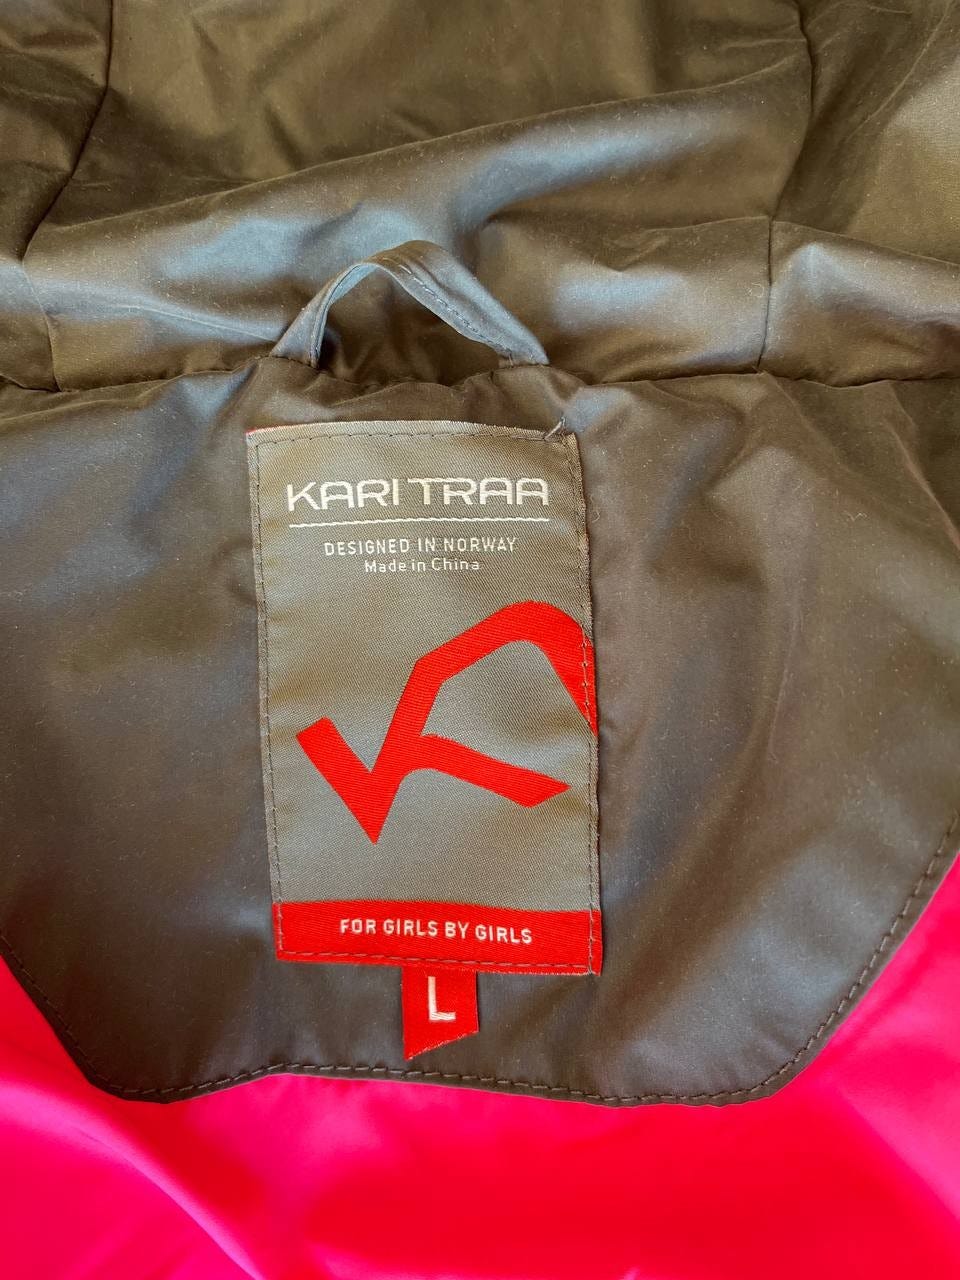 KARI TRAA
DESIGNED IN NORWAY
Made in China
FOR GIRLS BY GIRLS
L